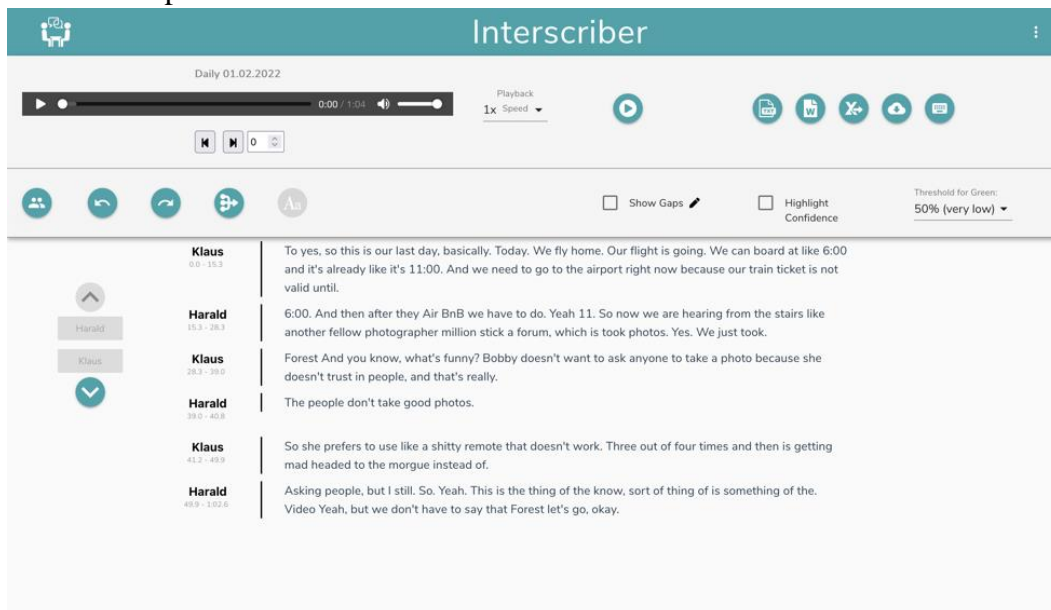 Interscriber
Daily 01.02.2022
0:00 / 1:04
Playback
1x Speed
0
TXT
W
Aa
Show Gaps
Highlight
Confidence
Threshold for Green:
50% (very low)
Klaus
0.0 - 15.3
To yes, so this is our last day, basically. Today. We fly home. Our flight is going. We can board at like 6:00
and it's already like it's 11:00. And we need to go to the airport right now because our train ticket is not
valid until.
Harald
Klaus
Harald
15.3 - 28.3
6:00. And then after they Air BnB we have to do. Yeah 11. So now we are hearing from the stairs like
another fellow photographer million stick a forum, which is took photos. Yes. We just took.
Klaus
28.3 - 39.0
Forest And you know, what's funny? Bobby doesn't want to ask anyone to take a photo because she
doesn't trust in people, and that's really.
Harald
39.0 - 40.8
The people don't take good photos.
Klaus
41.2 - 49.9
So she prefers to use like a shitty remote that doesn't work. Three out of four times and then is getting
mad headed to the morgue instead of.
Harald
49.9 - 1:02.6
Asking people, but I still. So. Yeah. This is the thing of the know, sort of thing of is something of the.
Video Yeah, but we don't have to say that Forest let's go, okay.